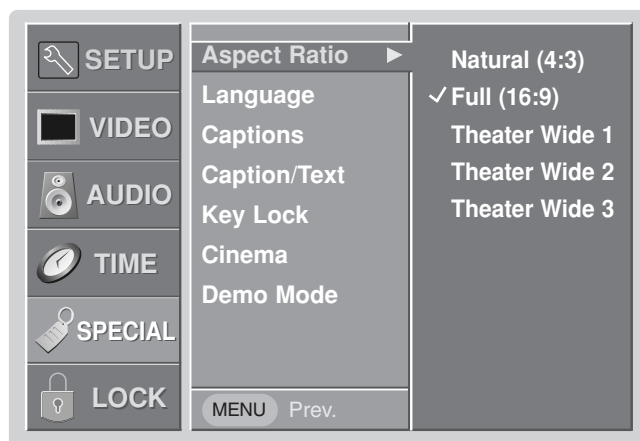 SETUP
VIDEO
AUDIO
TIME
SPECIAL
LOCK
Aspect Ratio
Language
Captions
Caption/Text
Key Lock
Cinema
Demo Mode
MENU Prev.
Natural (4:3)
Full (16:9)
Theater Wide 1
Theater Wide 2
Theater Wide 3